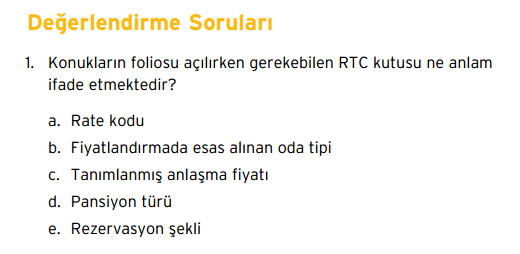 Değerlendirme Soruları
1. Konukların foliosu açılırken gerekebilen RTC kutusu ne anlam
ifade etmektedir?
a. Rate kodu
b. Fiyatlandırmada esas alınan oda tipi
c. Tanımlanmış anlaşma fiyatı
d. Pansiyon türü
e. Rezervasyon şekli